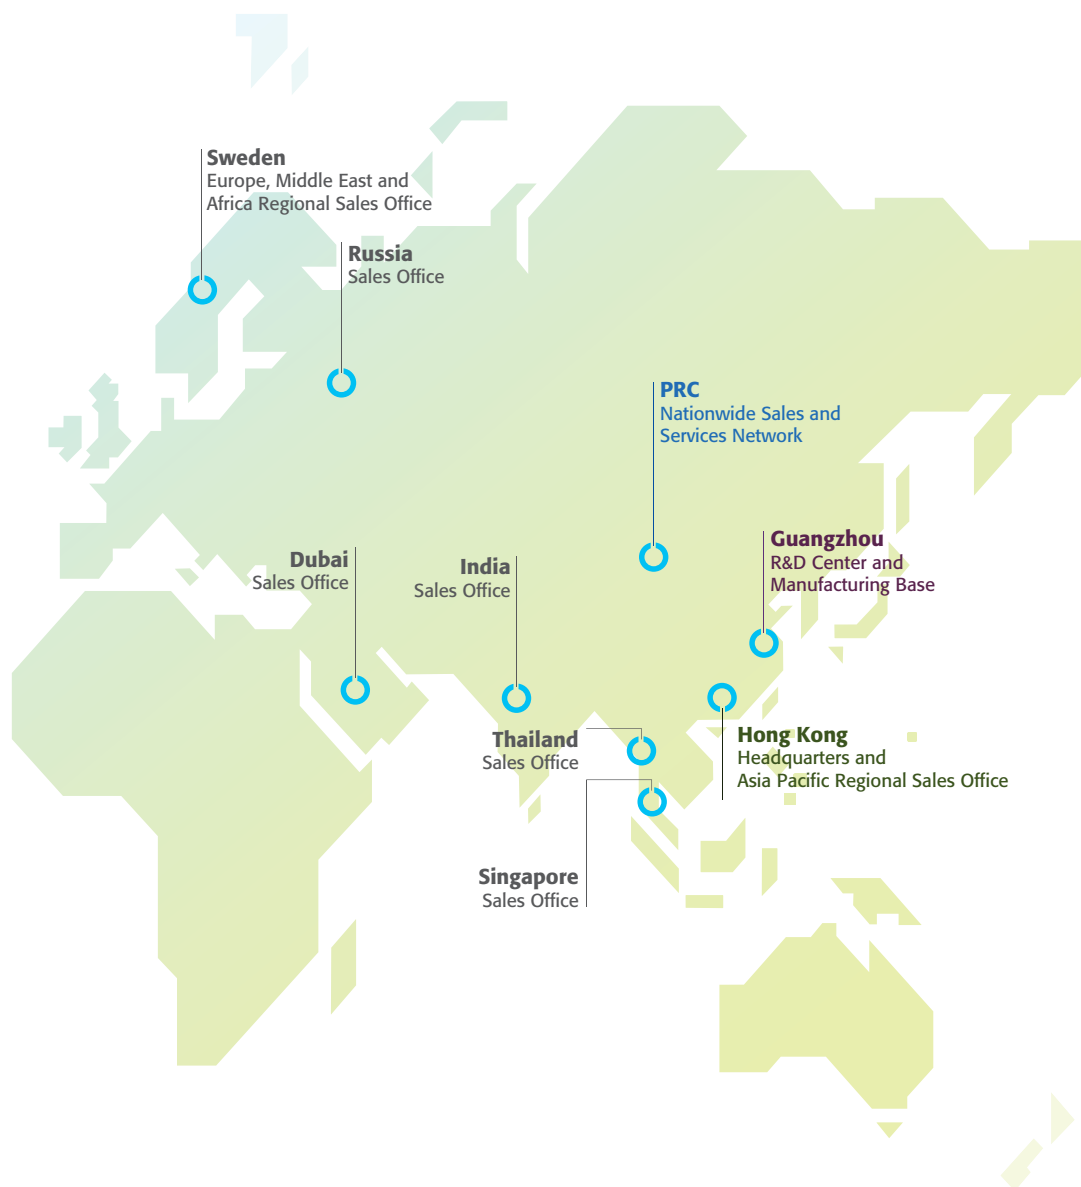 Sweden
Europe, Middle East and
Africa Regional Sales Office
Russia
Sales Office
PRC
Nationwide Sales and
Services Network
Guangzhou
R&D Center and
Manufacturing Base
Dubai
Sales Office
India
Sales Office
Thailand
Sales Office
Hong Kong
Headquarters and
Asia Pacific Regional Sales Office
Singapore
Sales Office